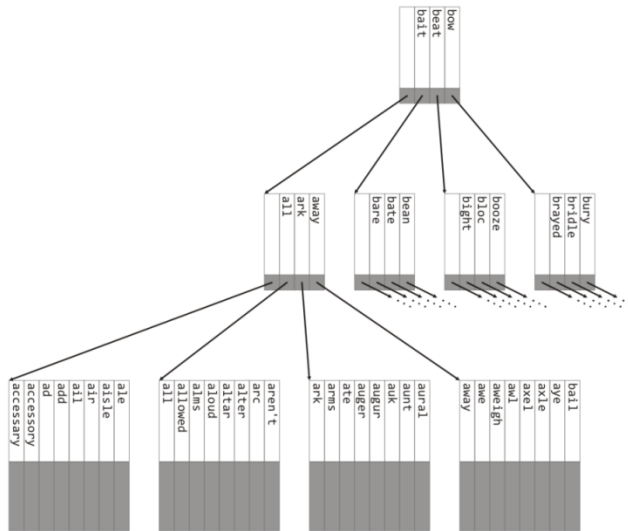 bait
beat
bow
all
ark
away
bare
bate
bean
bight
bloc
booze
brayed
bridle
bury
accessary
accessory
ad
add
ail
air
aisle
ale
all
allowed
alms
aloud
altar
alter
arc
aren't
ark
arms
ate
auger
augur
auk
aunt
aural
away
awe
aweigh
awl
axel
axle
aye
bail